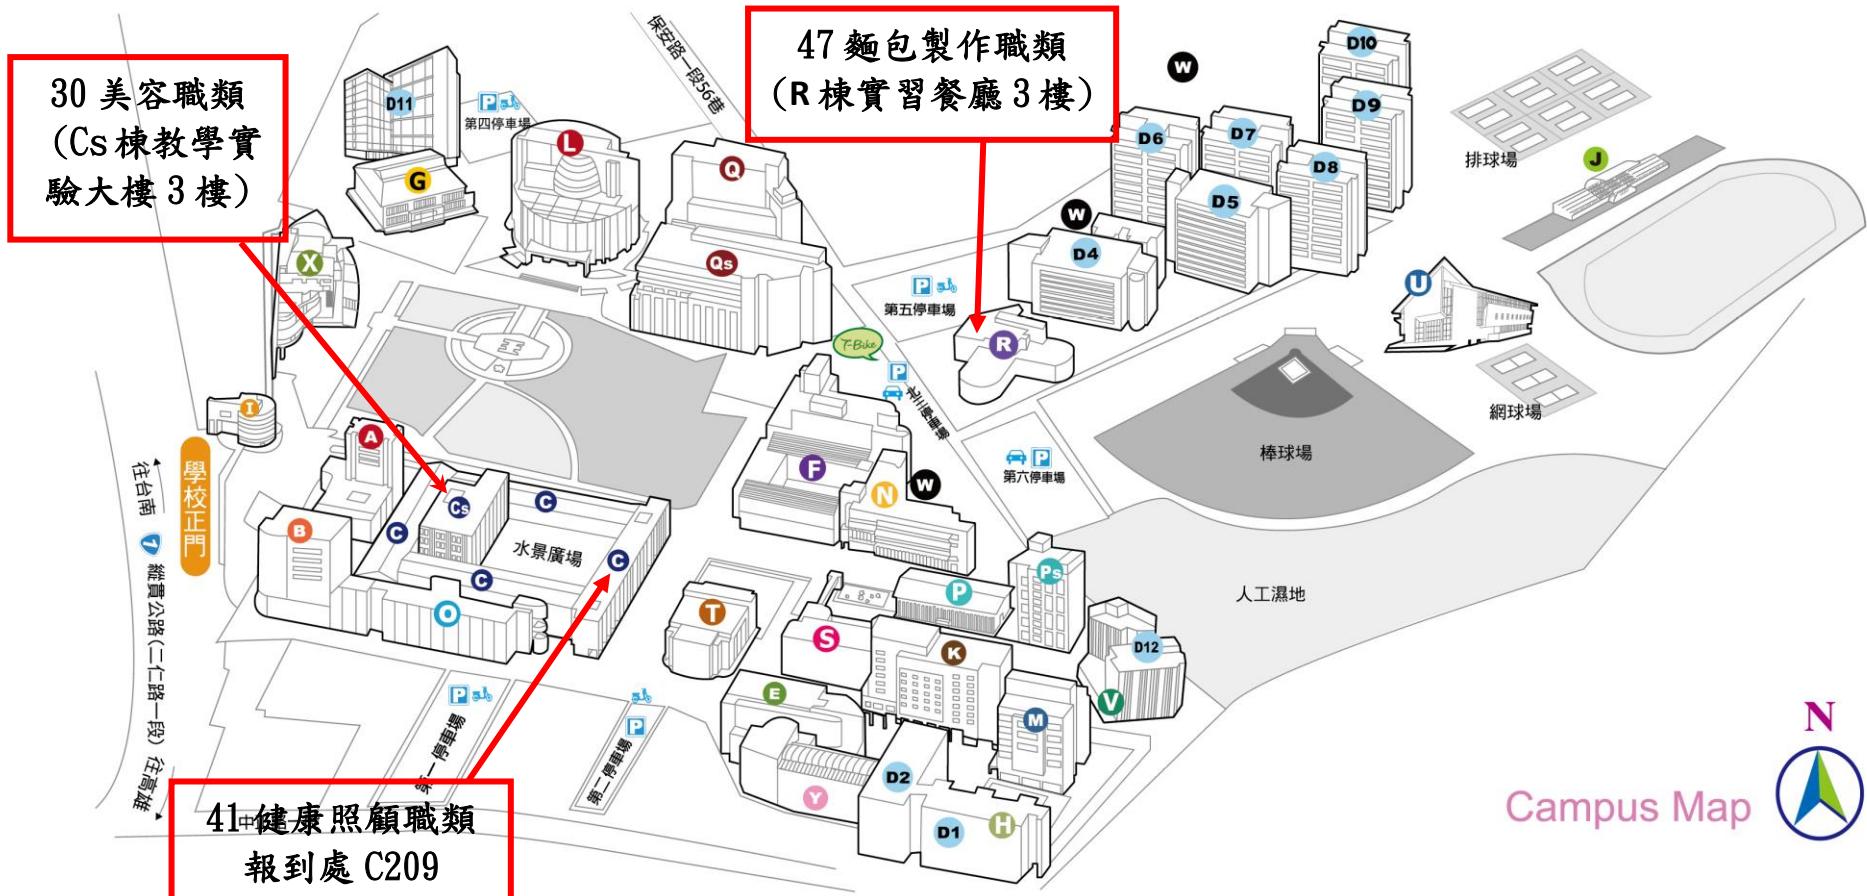 30 美容職類
(Cs 棟教學實
驗大樓 3 樓)
47 麵包製作職類
(R 棟實習餐廳 3 樓)
保安路一段56巷
D10
D9
D11
P
第四停車場
L
G
Q
Qs
X
W
D6
D7
D8
D5
W
D4
排球場
J
U
P
第五停車場
R
T-Bike
P
北三停車場
網球場
棒球場
P
第六停車場
I
A
學校正門
往台南
1
縱貫公路(二仁路一段)
往高雄
B
Cs
C
C
C
C
水景廣場
O
F
N
W
P
Ps
人工濕地
T
S
K
D12
V
E
M
Y
D2
D1
H
P
第一停車場
P
第二停車場
41 健康照顧職類
報到處 C209
N
Campus Map